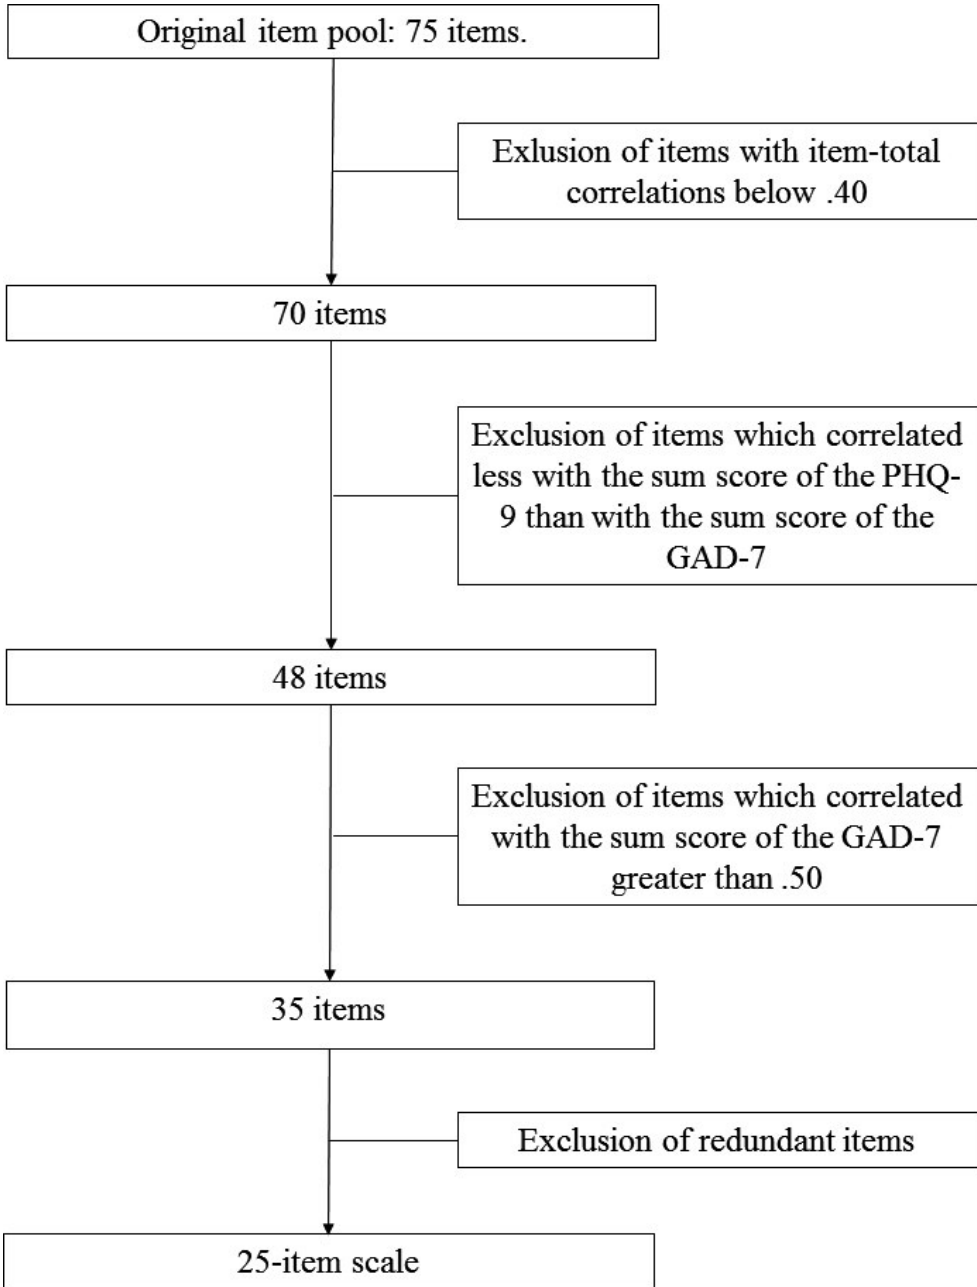 Original item pool: 75 items.
Exlusion of items with item-total
correlations below .40
70 items
Exclusion of items which correlated
less with the sum score of the PHQ-
9 than with the sum score of the
GAD-7
48 items
Exclusion of items which correlated
with the sum score of the GAD-7
greater than .50
35 items
Exclusion of redundant items
25-item scale